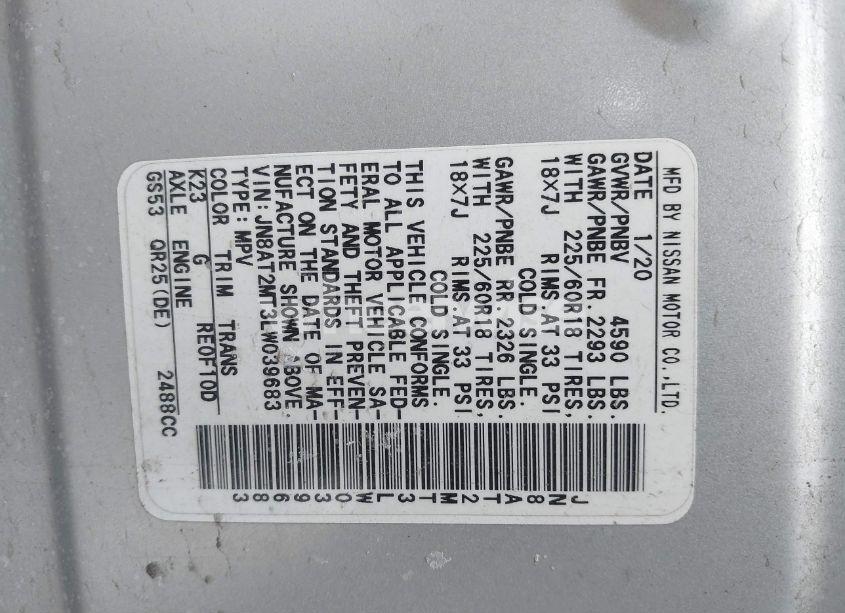 MFD BY NISSAN MOTOR CO.,LTD.
DATE 1/20
GVWR/PNBV 4590 LBS.
GAWR/PNBE FR.2293 LBS.
WITH 225/60R18 TIRES,
18X7J RIMS.AT 33 PSI
COLD SINGLE.
GAWR/PNBE RR.2326 LBS.
WITH 225/60R18 TIRES,
18X7J RIMS.AT 33 PSI
COLD SINGLE.
THIS VEHICLE CONFORMS
TO ALL APPLICABLE FED-
ERAL MOTOR VEHICLE SA-
FETY AND THEFT PREVEN-
TION STANDARDS IN EFF
ECT ON THE DATE OF MA-
NUFACTURE SHOWN ABOVE.
VIN:JN8AT2MT3LW039683
TYPE:MPV
COLOR TRIM TRANS
K23 G RE0F10D
AXLE ENGINE
GS53 QR25(DE) 2488CC
JN8AT2MT3LW039683